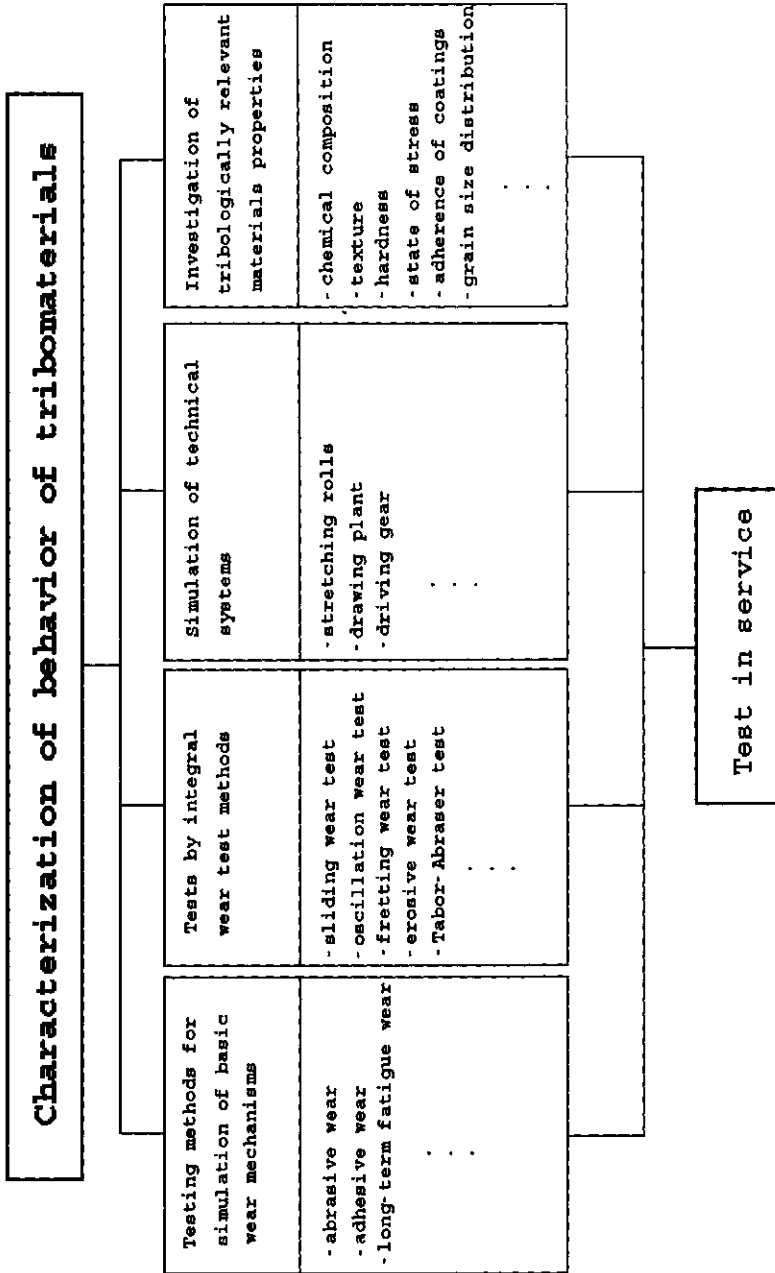 Characterization of behavior of tribomaterials
Testing methods for
simulation of basic
wear mechanisms
-abrasive wear
-adhesive wear
-long-term fatigue wear
. . .
Tests by integral
wear test methods
-sliding wear test
-oscillation wear test
-fretting wear test
-erosive wear test
-Tabor-Abraser test
. . .
Simulation of technical
systems
-stretching rolls
-drawing plant
-driving gear
. . .
Investigation of
tribologically relevant
materials properties
-chemical composition
-texture
-hardness
-state of stress
-adherence of coatings
-grain size distribution
. . .
Test in service